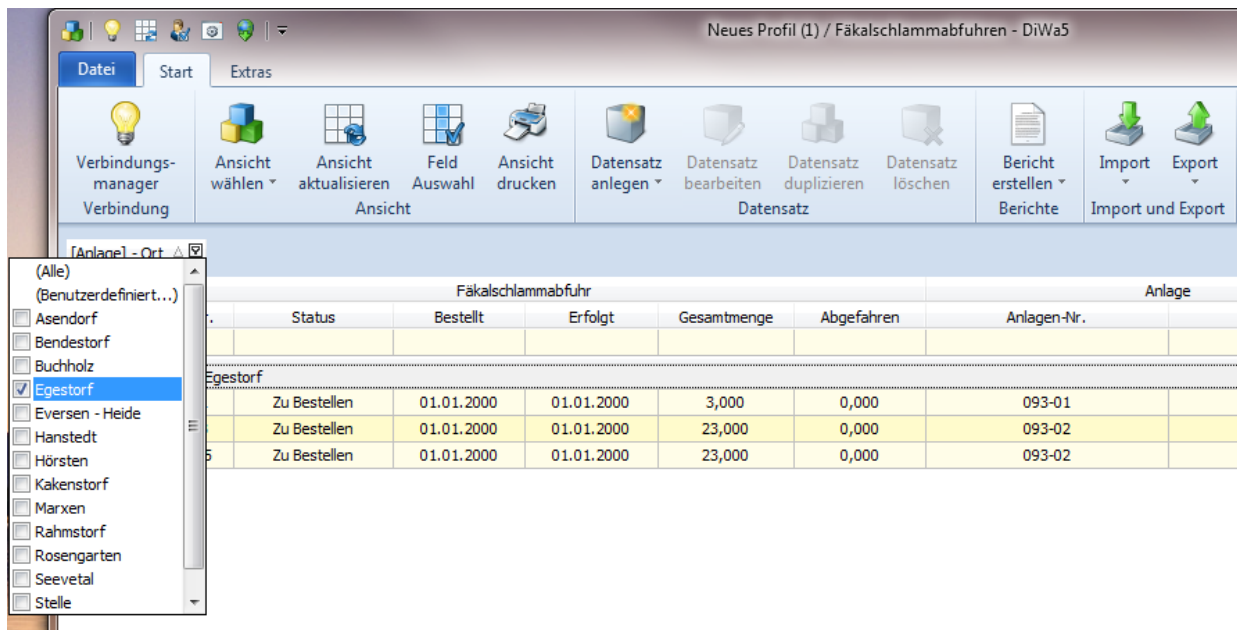 Neues Profil (1) / Fäkalschlammabfuhren - DiWa5
Datei Start Extras
Verbindungs-
manager
Ansicht
wählen
Ansicht
aktualisieren
Feld
Auswahl
Ansicht
drucken
Datensatz
anlegen
Datensatz
bearbeiten
Datensatz
duplizieren
Datensatz
löschen
Bericht
erstellen
Import
Export
Verbindung Ansicht Datensatz Berichte Import und Export
[Anlage] - Ort
(Alle)
(Benutzerdefiniert...)
Asendorf
Bendestorf
Buchholz
Egestorf
Eversen - Heide
Hanstedt
Hörsten
Kakenstorf
Marxen
Rahmstorf
Rosengarten
Seevetal
Stelle
Fäkalschlammabfuhr Anlage
Status Bestellt Erfolgt Gesamtmenge Abgefahren Anlagen-Nr.
Egestorf
Zu Bestellen 01.01.2000 01.01.2000 3,000 0,000 093-01
Zu Bestellen 01.01.2000 01.01.2000 23,000 0,000 093-02
Zu Bestellen 01.01.2000 01.01.2000 23,000 0,000 093-02